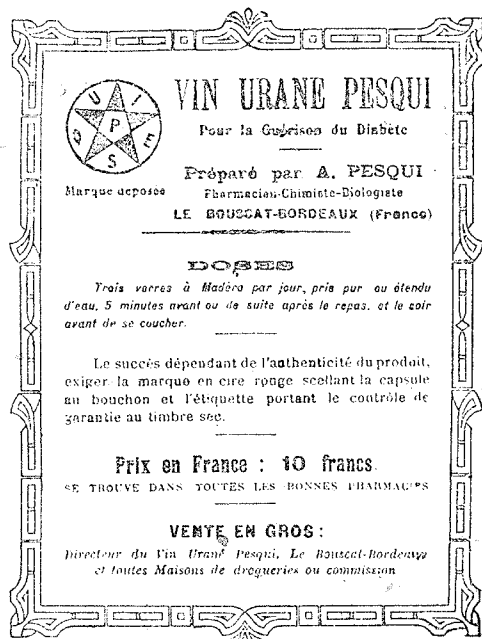 VIN URANE PESQUI
Pour la Guérison du Diabète
P E S Q U I
P
Marque déposée
Préparé par A. PESQUI
Pharmacien-Chimiste-Biologiste
LE BOUSCAT-BORDEAUX (France)
DOSES
Trois verres à Madère par jour, pris pur ou étendu
d'eau, 5 minutes avant ou de suite après le repas, et le soir
avant de se coucher.
Le succès dépendant de l'authenticité du produit,
exiger la marque en cire rouge scellant la capsule
au bouchon et l'étiquette portant le contrôle de
garantie au timbre sec.
Prix en France : 10 francs
SE TROUVE DANS TOUTES LES BONNES PHARMACIES
VENTE EN GROS :
Directeur du Vin Urané Pesqui, Le Bouscat-Bordeaux
et toutes Maisons de drogueries ou commission